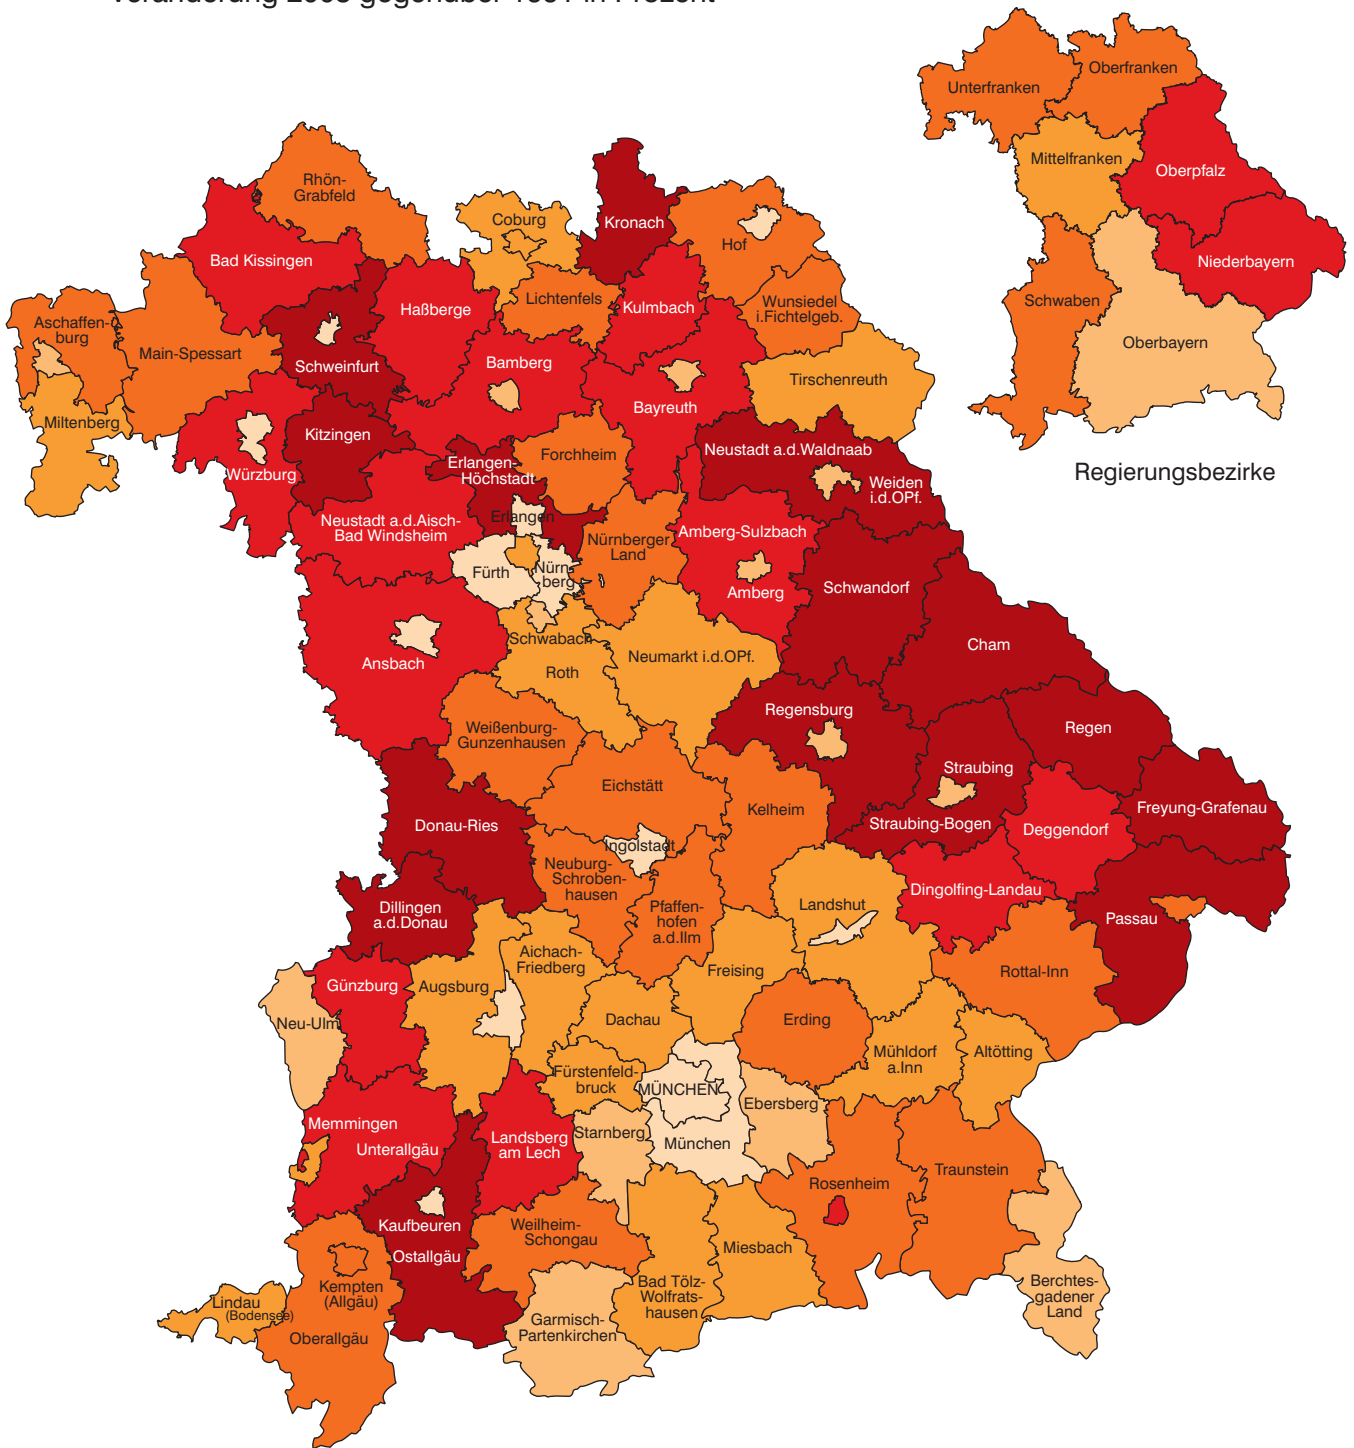 Veränderung 2008 gegenüber 1991 in Prozent
Unterfranken
Oberfranken
Mittelfranken
Oberpfalz
Niederbayern
Schwaben
Oberbayern
Regierungsbezirke
Rhön-
Grabfeld
Coburg
Kronach
Hof
Bad Kissingen
Haßberge
Lichtenfels
Kulmbach
Wunsiedel
i.Fichtelgeb.
Aschaffen-
burg
Main-Spessart
Schweinfurt
Bamberg
Bayreuth
Tirschenreuth
Miltenberg
Kitzingen
Würzburg
Erlangen-
Höchstadt
Forchheim
Neustadt a.d.Waldnaab
Weiden
i.d.OPf.
Neustadt a.d.Aisch-
Bad Windsheim
Erlangen
Nürnberger
Land
Amberg-Sulzbach
Fürth
Nürn-
berg
Amberg
Schwandorf
Cham
Ansbach
Schwabach
Roth
Neumarkt i.d.OPf.
Weißenburg-
Gunzenhausen
Regensburg
Regen
Straubing
Eichstätt
Kelheim
Straubing-Bogen
Deggendorf
Freyung-Grafenau
Donau-Ries
Ingolstadt
Neuburg-
Schroben-
hausen
Dingolfing-Landau
Dillingen
a.d.Donau
Pfaffen-
hofen
a.d.Ilm
Landshut
Passau
Aichach-
Friedberg
Freising
Rottal-Inn
Günzburg
Augsburg
Neu-Ulm
Dachau
Erding
Mühldorf
a.Inn
Altötting
Fürstenfeld-
bruck
MÜNCHEN
Ebersberg
Memmingen
Unterallgäu
Landsberg
am Lech
Starnberg
München
Traunstein
Rosenheim
Kaufbeuren
Ostallgäu
Weilheim-
Schongau
Miesbach
Kempten
(Allgäu)
Bad Tölz-
Wolfrats-
hausen
Berchtes-
gadener
Land
Lindau
(Bodensee)
Oberallgäu
Garmisch-
Partenkirchen